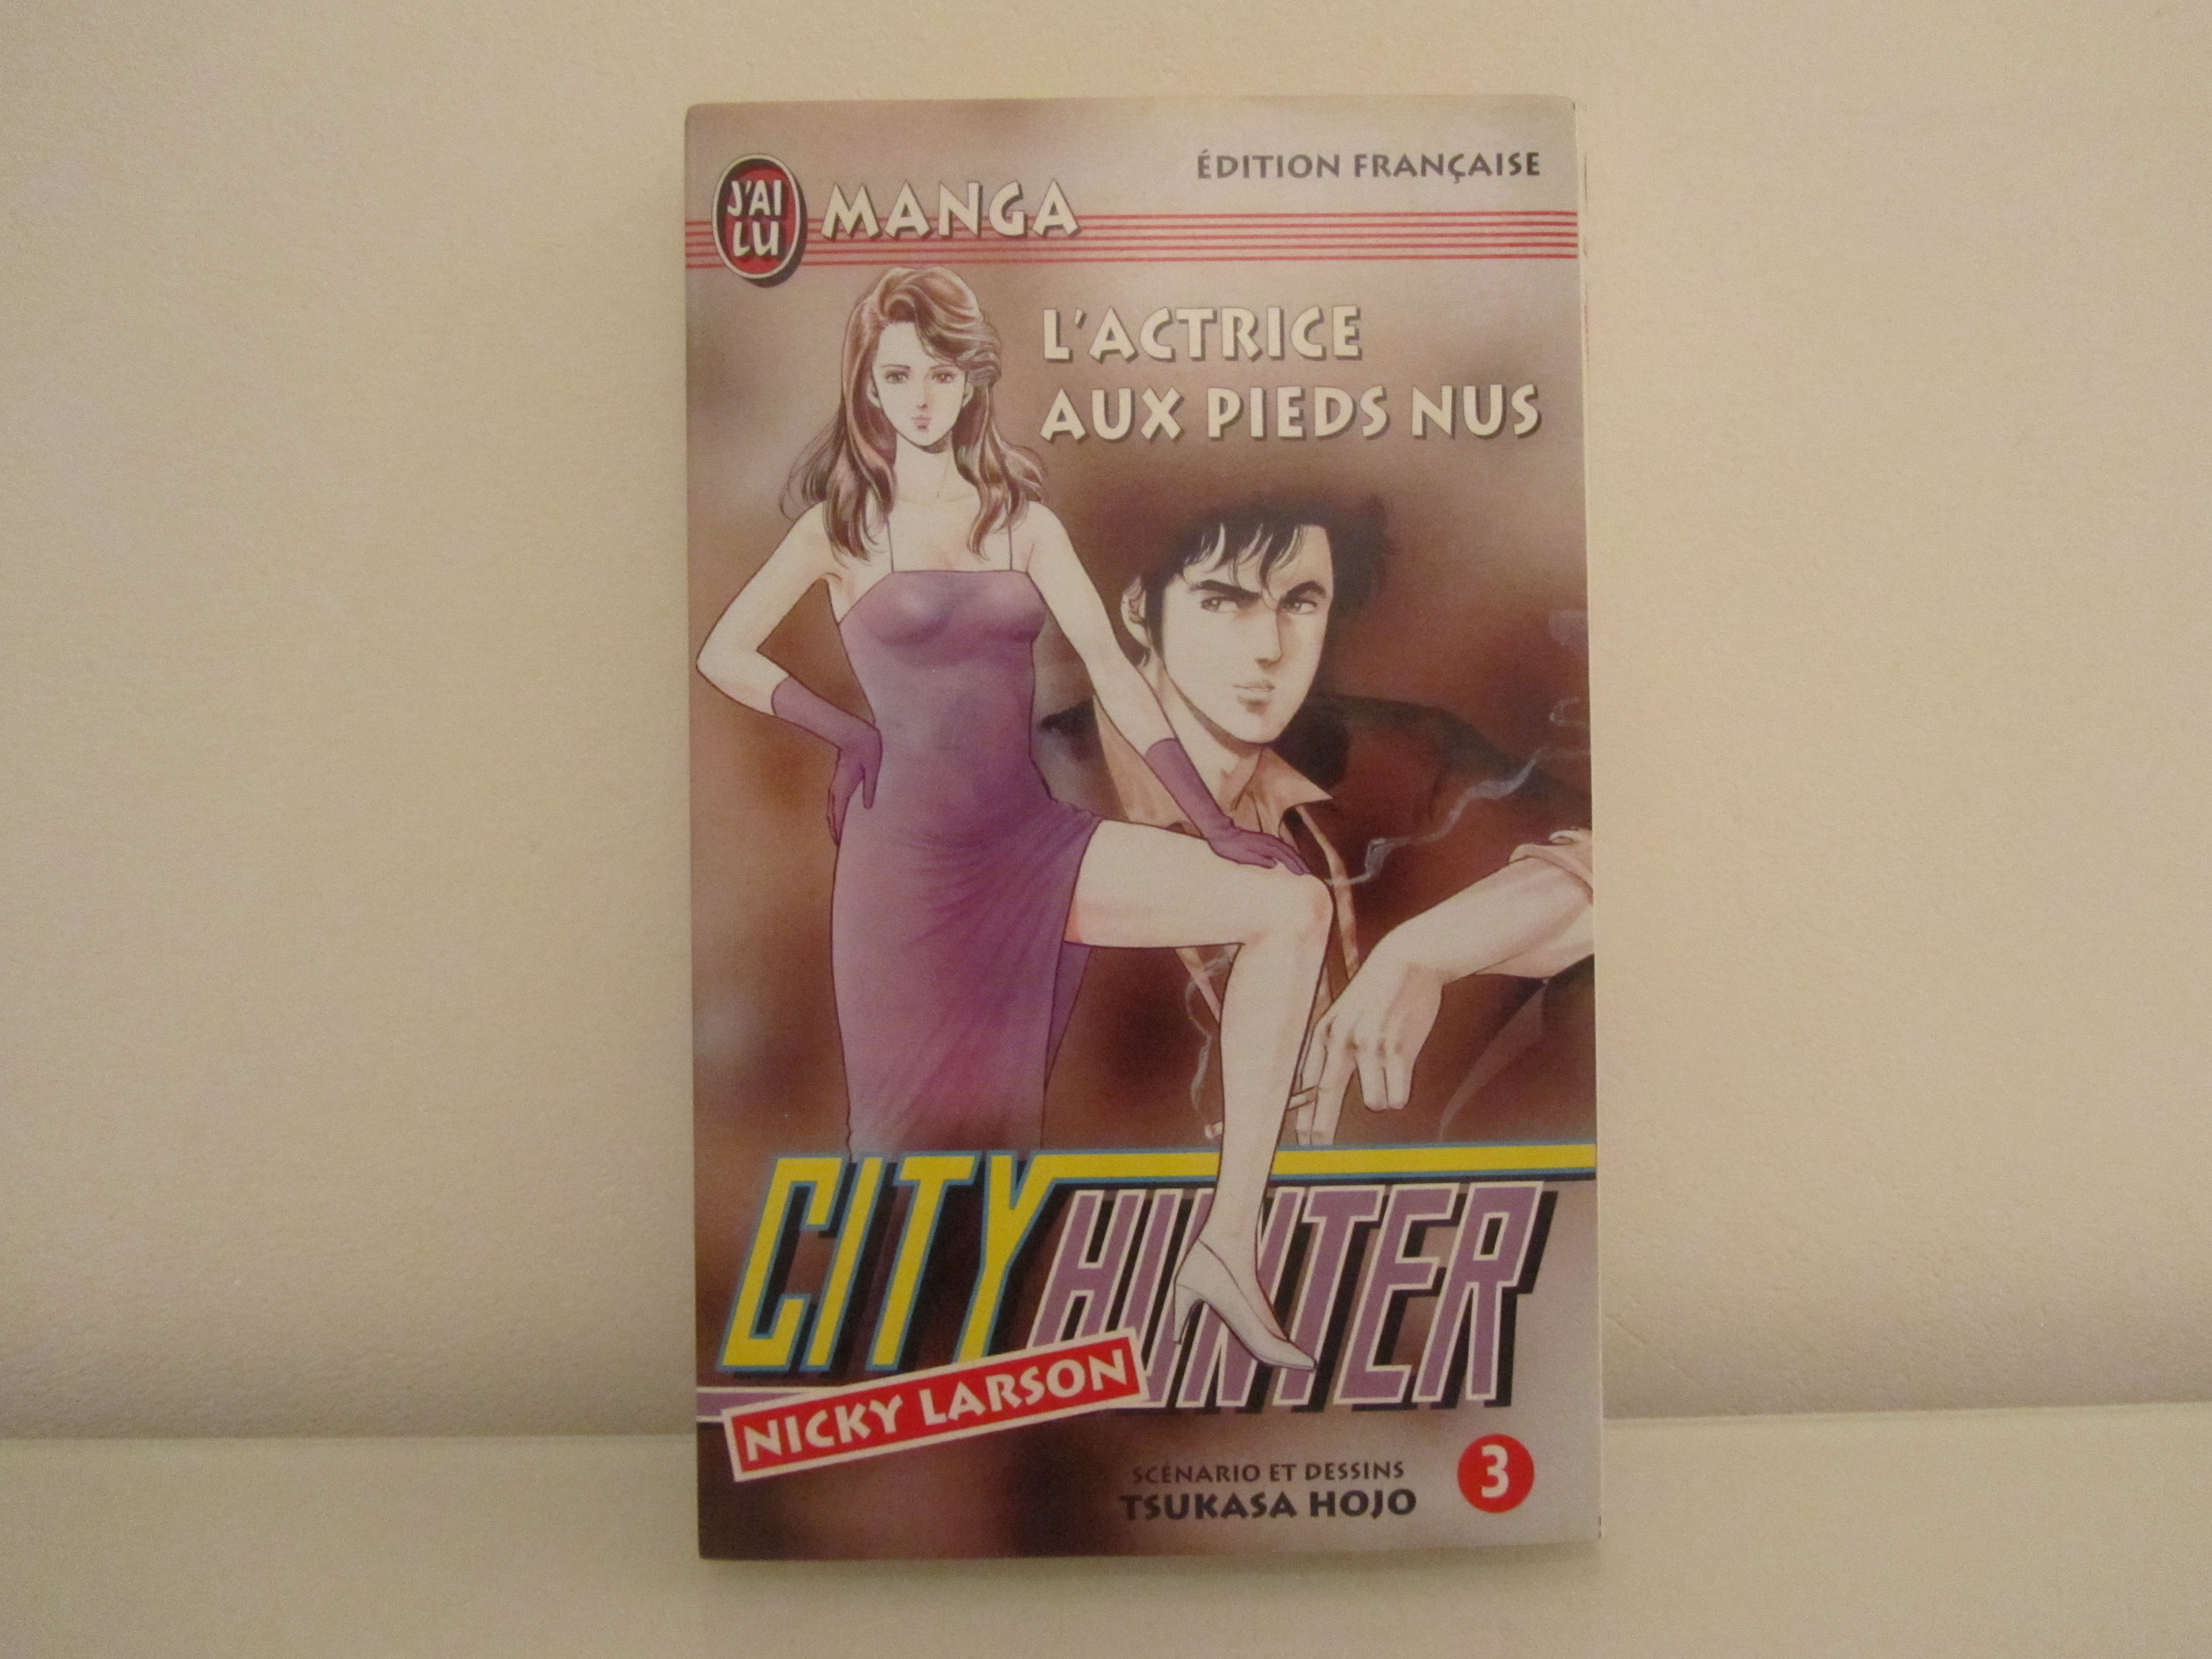 ÉDITION FRANÇAISE
J'AI
LU
MANGA
L'ACTRICE
AUX PIEDS NUS
CITY HUNTER
NICKY LARSON
SCÉNARIO ET DESSINS
TSUKASA HOJO
3